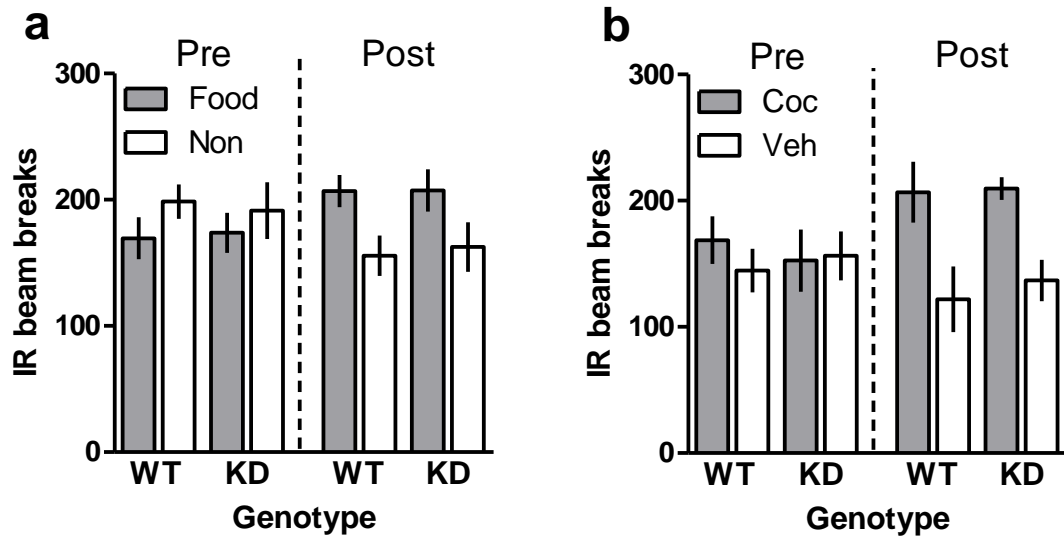 a
Pre Post
300
Food
Non
200
100
0
IR beam breaks
WT KD WT KD
Genotype
b
Pre Post
300
Coc
Veh
200
100
0
IR beam breaks
WT KD WT KD
Genotype